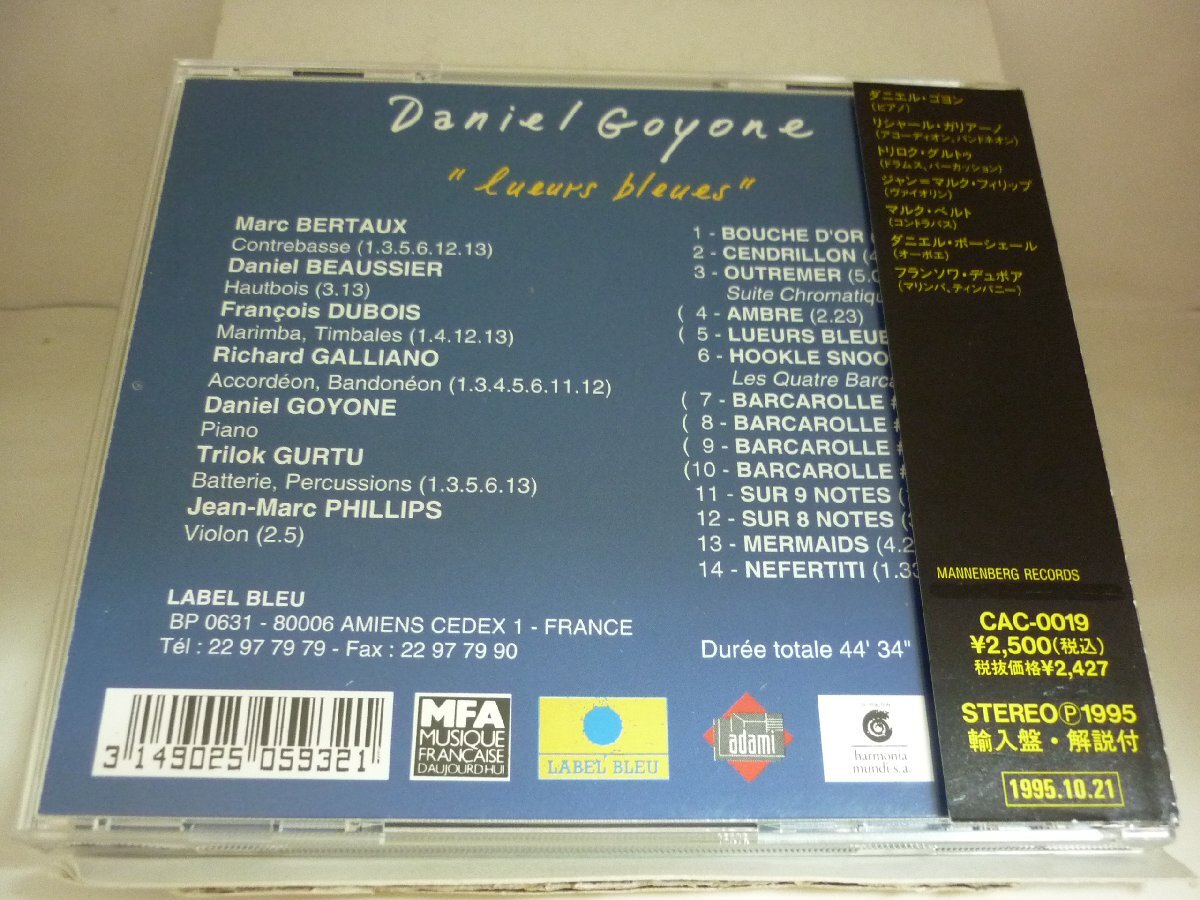 Daniel Goyone
"lueurs bleues"
Marc BERTAUX
Contrebasse (1.3.5.6.12.13)
Daniel BEAUSSIER
Hautbois (3.13)
François DUBOIS
Marimba, Timbales (1.4.12.13)
Richard GALLIANO
Accordéon, Bandonéon (1.3.4.5.6.11.12)
Daniel GOYONE
Piano
Trilok GURTU
Batterie, Percussions (1.3.5.6.13)
Jean-Marc PHILLIPS
Violon (2.5)
1 - BOUCHE D'OR
2 - CENDRILLON (4
3 - OUTREMER (5.0
Suite Chromatiqu
( 4 - AMBRE (2.23)
( 5 - LUEURS BLEUE
6 - HOOKLE SNOO
Les Quatre Barca
( 7 - BARCAROLLE #
( 8 - BARCAROLLE #
( 9 - BARCAROLLE #
(10 - BARCAROLLE #
11 - SUR 9 NOTES (
12 - SUR 8 NOTES (
13 - MERMAIDS (4.2
14 - NEFERTITI (1.33
LABEL BLEU
BP 0631 - 80006 AMIENS CEDEX 1 - FRANCE
Tél : 22 97 79 79 - Fax : 22 97 79 90
Durée totale 44' 34"
3 149025 059321
MFA
MUSIQUE
FRANÇAISE
D'AUJOURD'HUI
LABEL BLEU
adami
harmonia
mundi s.a.
ダニエル・ゴヨン
(ピアノ)
リシャール・ガリアーノ
(アコーディオン、バンドネオン)
トリロク・グルトゥ
(ドラムス、パーカッション)
ジャン=マルク・フィリップ
(ヴァイオリン)
マルク・ベルト
(コントラバス)
ダニエル・ボーシェール
(オーボエ)
フランソワ・デュボア
(マリンバ、ティンパニー)
MANNENBERG RECORDS
CAC-0019
¥2,500(税込)
税抜価格¥2,427
STEREO Ⓟ1995
輸入盤・解説付
1995.10.21